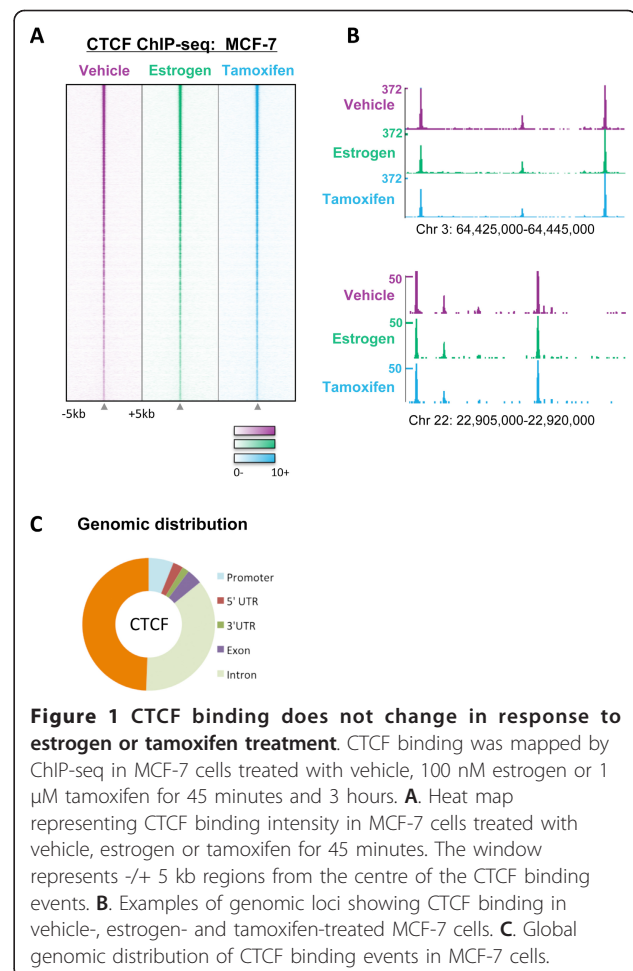 A
CTCF ChIP-seq: MCF-7
Vehicle Estrogen Tamoxifen
-5kb +5kb
0- 10+
B
372
Vehicle
372
Estrogen
372
Tamoxifen
Chr 3: 64,425,000-64,445,000
Vehicle
50
Estrogen
50
Tamoxifen
50
Chr 22: 22,905,000-22,920,000
C Genomic distribution
CTCF
Promoter
5' UTR
3'UTR
Exon
Intron
Figure 1 CTCF binding does not change in response to
estrogen or tamoxifen treatment. CTCF binding was mapped by
ChIP-seq in MCF-7 cells treated with vehicle, 100 nM estrogen or 1
μM tamoxifen for 45 minutes and 3 hours. A. Heat map
representing CTCF binding intensity in MCF-7 cells treated with
vehicle, estrogen or tamoxifen for 45 minutes. The window
represents -/+ 5 kb regions from the centre of the CTCF binding
events. B. Examples of genomic loci showing CTCF binding in
vehicle-, estrogen- and tamoxifen-treated MCF-7 cells. C. Global
genomic distribution of CTCF binding events in MCF-7 cells.